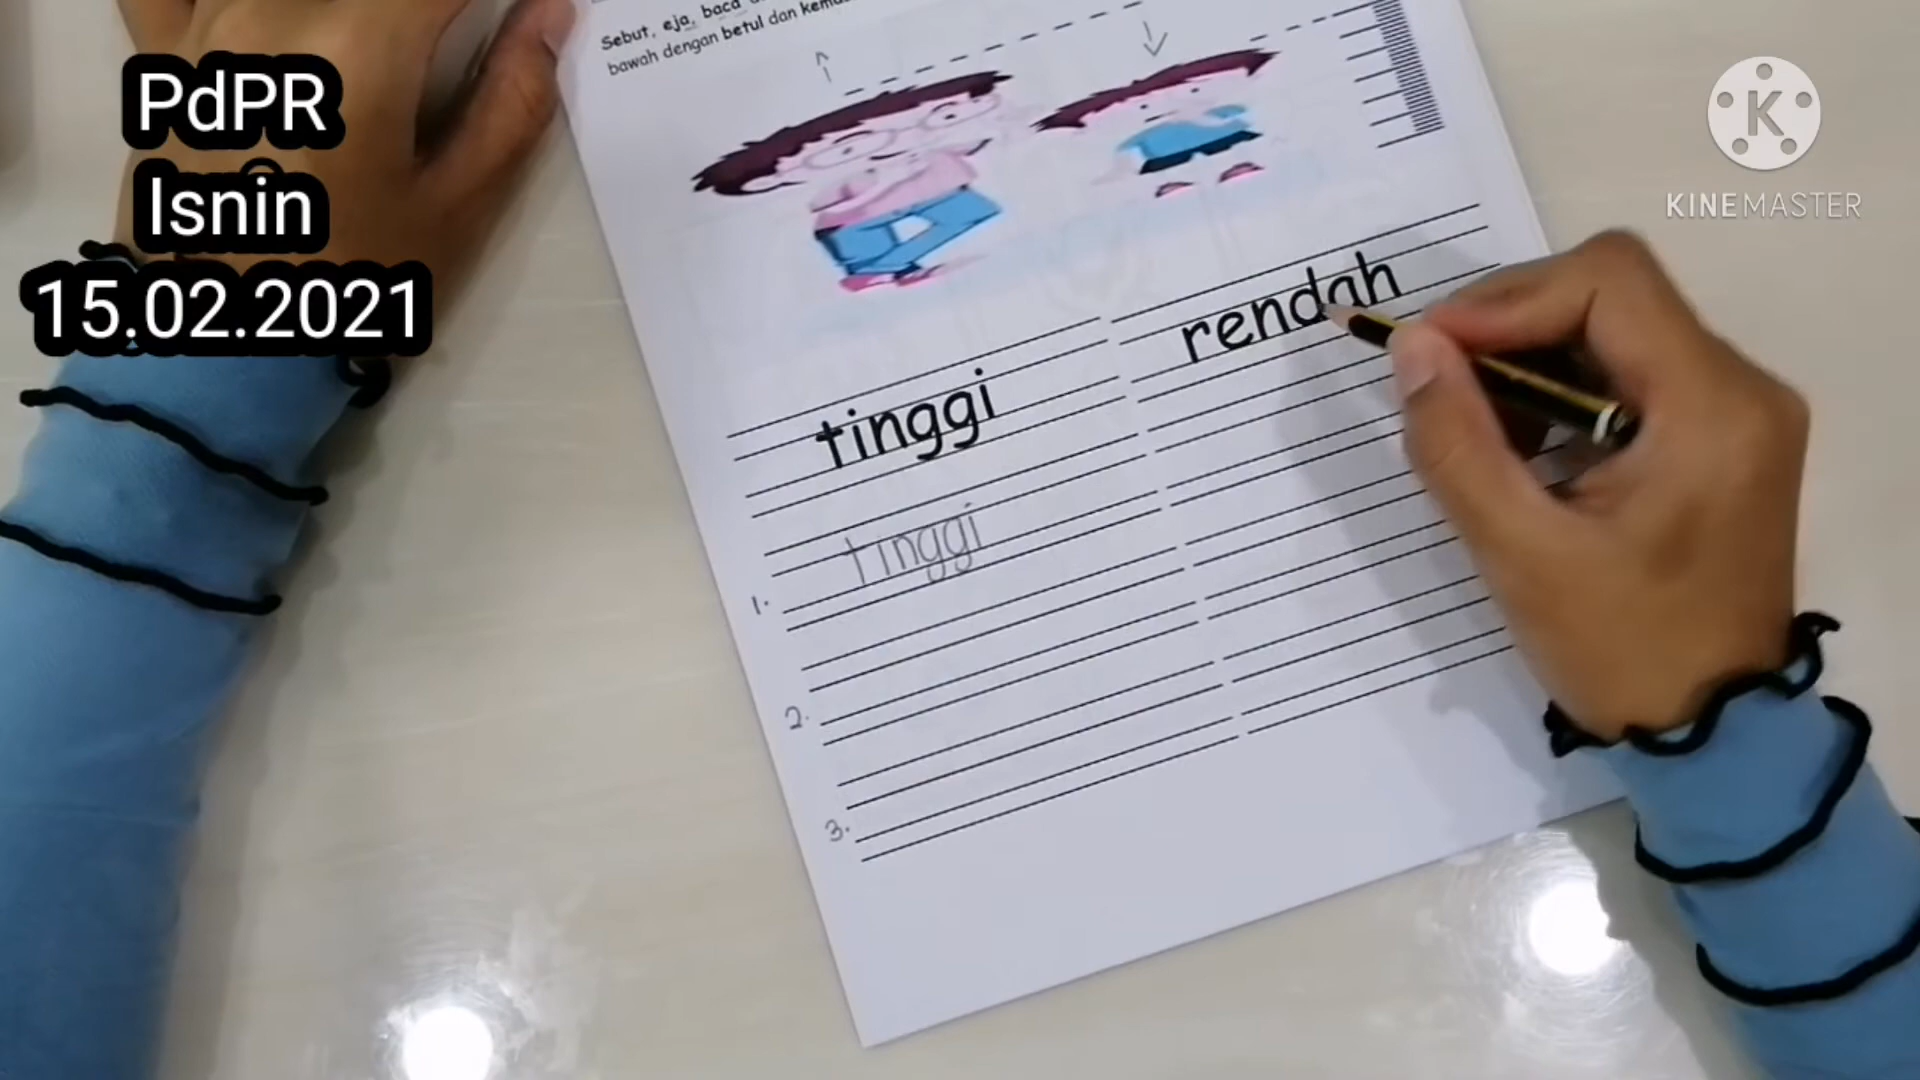 PdPR
Isnin
15.02.2021
KINEMASTER
Sebut, eja, baca
bawah dengan betul dan
tinggi
rendah
tinggi
1.
2.
3.